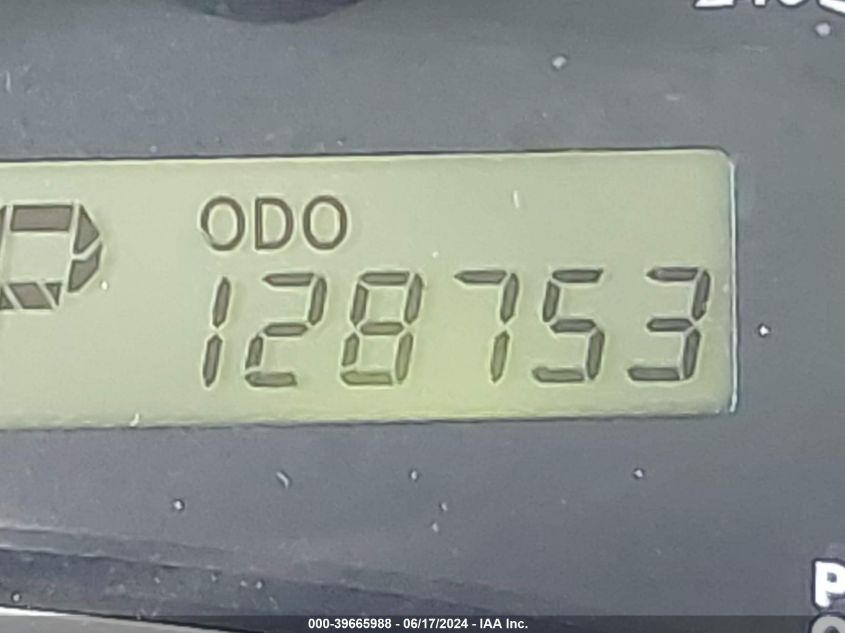 ODO
P 128753
P
000-39665988 - 06/17/2024 - IAA Inc.